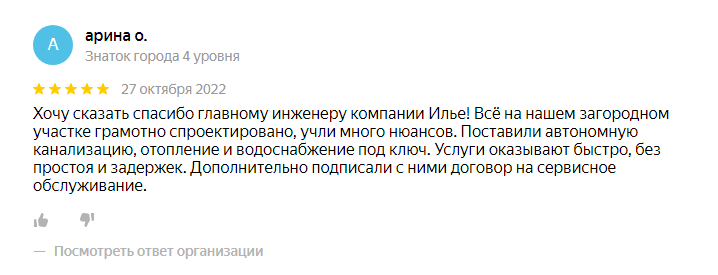 А
арина о.
Знаток города 4 уровня
27 октября 2022
Хочу сказать спасибо главному инженеру компании Илье! Всё на нашем загородном
участке грамотно спроектировано, учли много нюансов. Поставили автономную
канализацию, отопление и водоснабжение под ключ. Услуги оказывают быстро, без
простоя и задержек. Дополнительно подписали с ними договор на сервисное
обслуживание.
— Посмотреть ответ организации